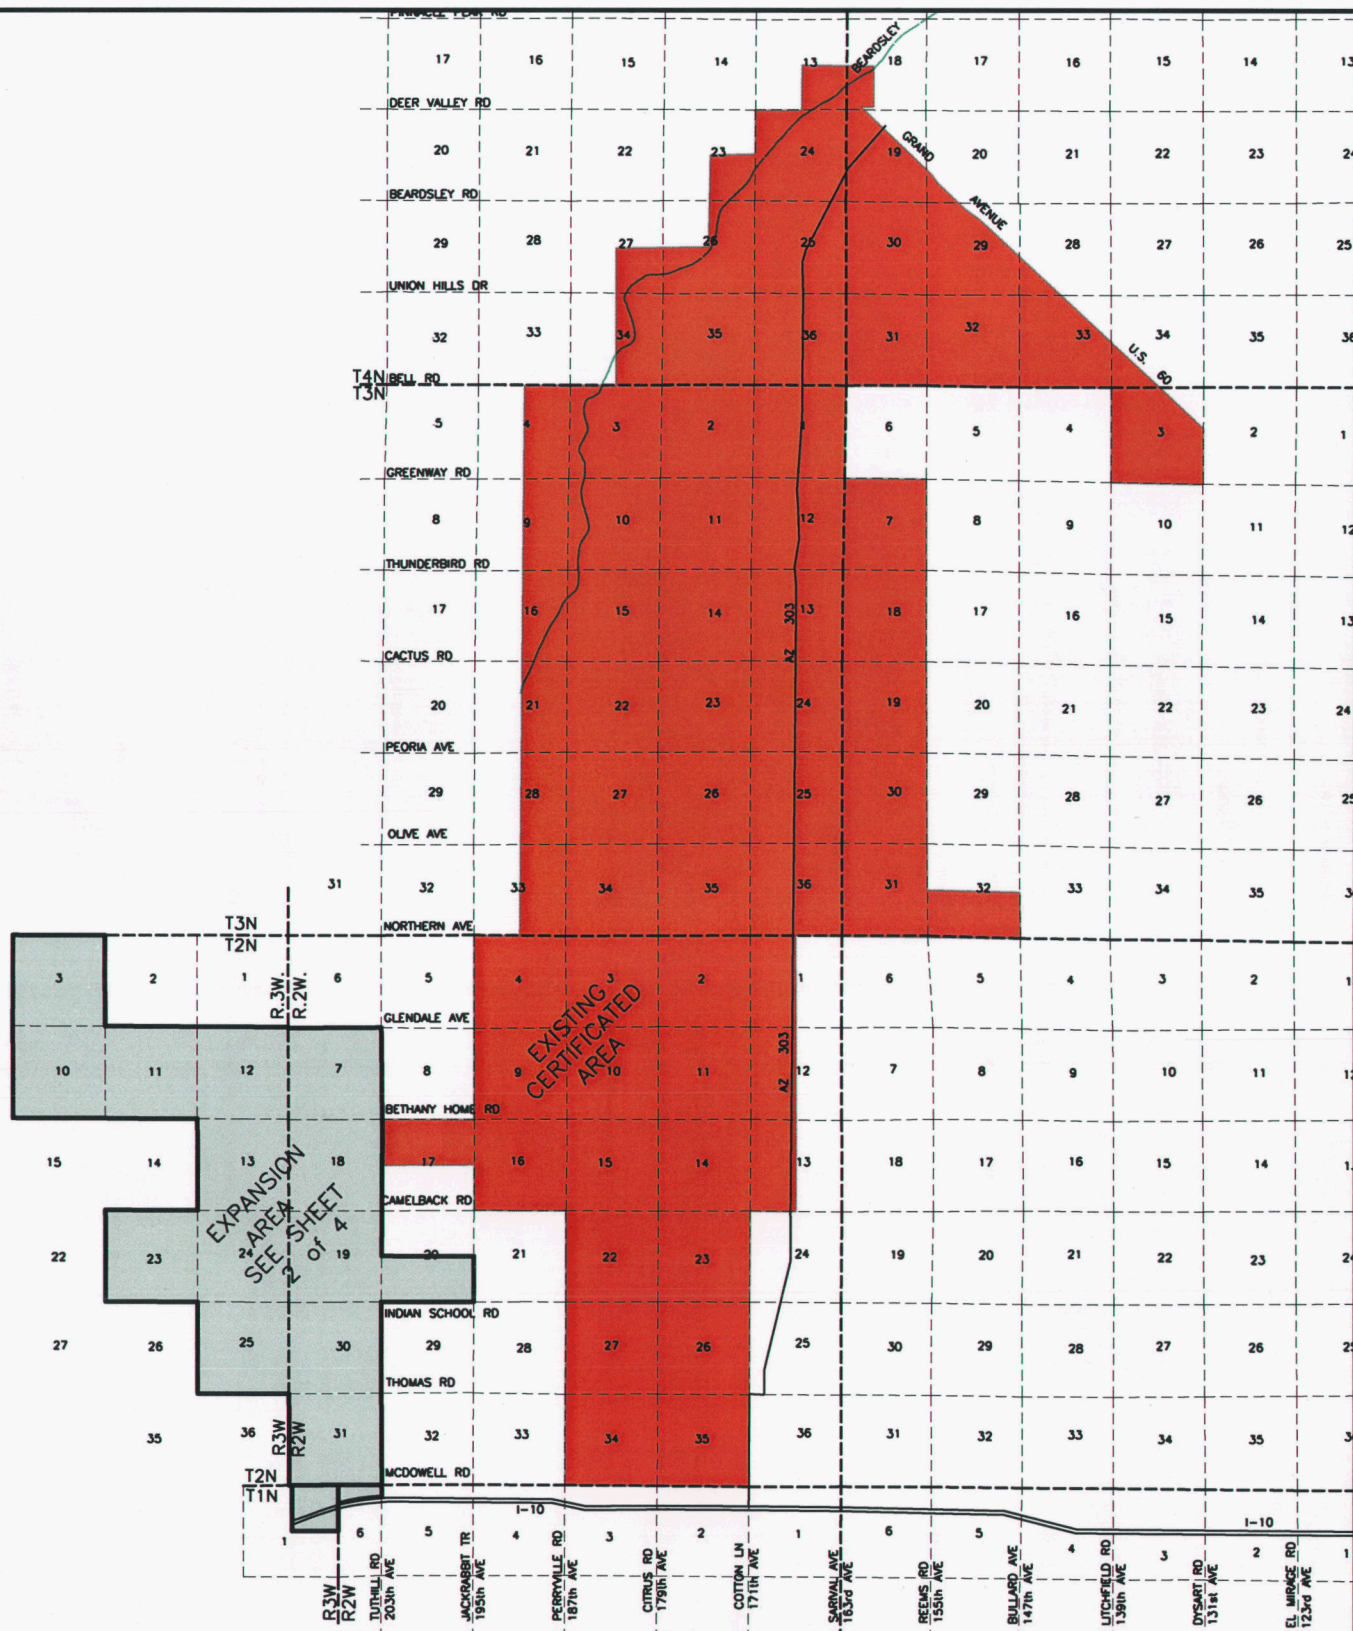 PINNACLE PEAK RD
17 16 15 14 13 BEARDSLEY 18 17 16 15 14 13
DEER VALLEY RD
20 21 22 23 24 19 GRAND 20 21 22 23 24
BEARDSLEY RD
AVENUE
29 28 27 26 25 30 29 28 27 26 25
UNION HILLS DR
32 33 34 35 36 31 32 33 34 35 36
U.S. 60
T4N BELL RD
T3N
5 4 3 2 1 6 5 4 3 2 1
GREENWAY RD
8 9 10 11 12 7 8 9 10 11 12
THUNDERBIRD RD
17 16 15 14 13 18 17 16 15 14 13
AZ 303
CACTUS RD
20 21 22 23 24 19 20 21 22 23 24
PEORIA AVE
29 28 27 26 25 30 29 28 27 26 25
OLIVE AVE
31 32 33 34 35 36 31 32 33 34 35
T3N NORTHERN AVE
T2N
3 2 1 6 5 4 3 2 1 6 5 4 3 2 1
R.3W. R.2W.
GLENDALE AVE
EXISTING
CERTIFICATED
AREA
10 11 12 7 8 9 10 11 12 7 8 9 10 11 12
AZ 303
BETHANY HOME RD
15 14 13 18 17 16 15 14 13 18 17 16 15 14
CAMELBACK RD
EXPANSION
AREA
SEE SHEET
2 of 4
22 23 24 19 20 21 22 23 24 19 20 21 22 23 24
INDIAN SCHOOL RD
27 26 25 30 29 28 27 26 25 30 29 28 27 26 25
THOMAS RD
35 36 31 32 33 34 35 36 31 32 33 34 35
R3W R2W
T2N MCDOWELL RD
T1N
I-10 I-10
1 6 5 4 3 2 1 6 5 4 3 2 1
R3W
R2W
TUTHILL RD
203th AVE
JACKRABBIT TR
195th AVE
PERRYVILLE RD
187th AVE
CITRUS RD
179th AVE
COTTON LN
171th AVE
SARIVAL AVE
163rd AVE
REEMS RD
155th AVE
BULLARD AVE
147th AVE
LITCHFIELD RD
139th AVE
DYSART RD
131st AVE
EL MIRAGE RD
123rd AVE